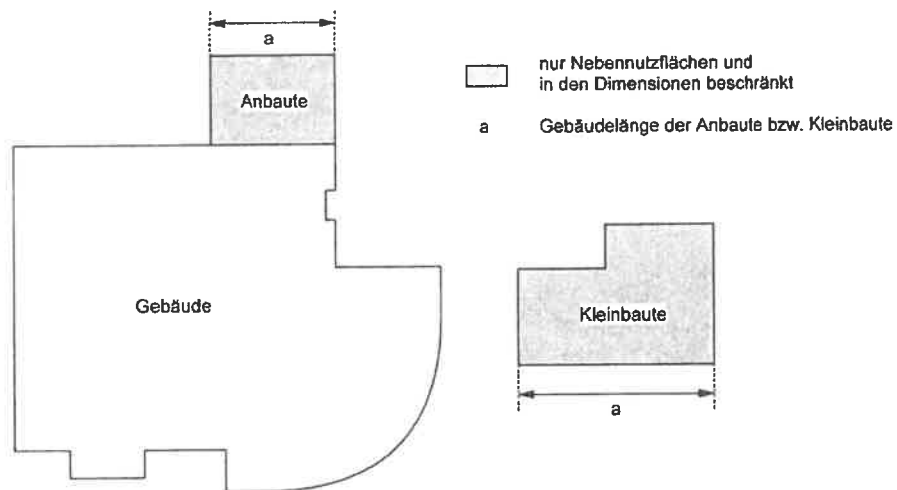 a
Anbaute
nur Nebennutzflächen und
in den Dimensionen beschränkt
a Gebäudelänge der Anbaute bzw. Kleinbaute
Gebäude
Kleinbaute
a